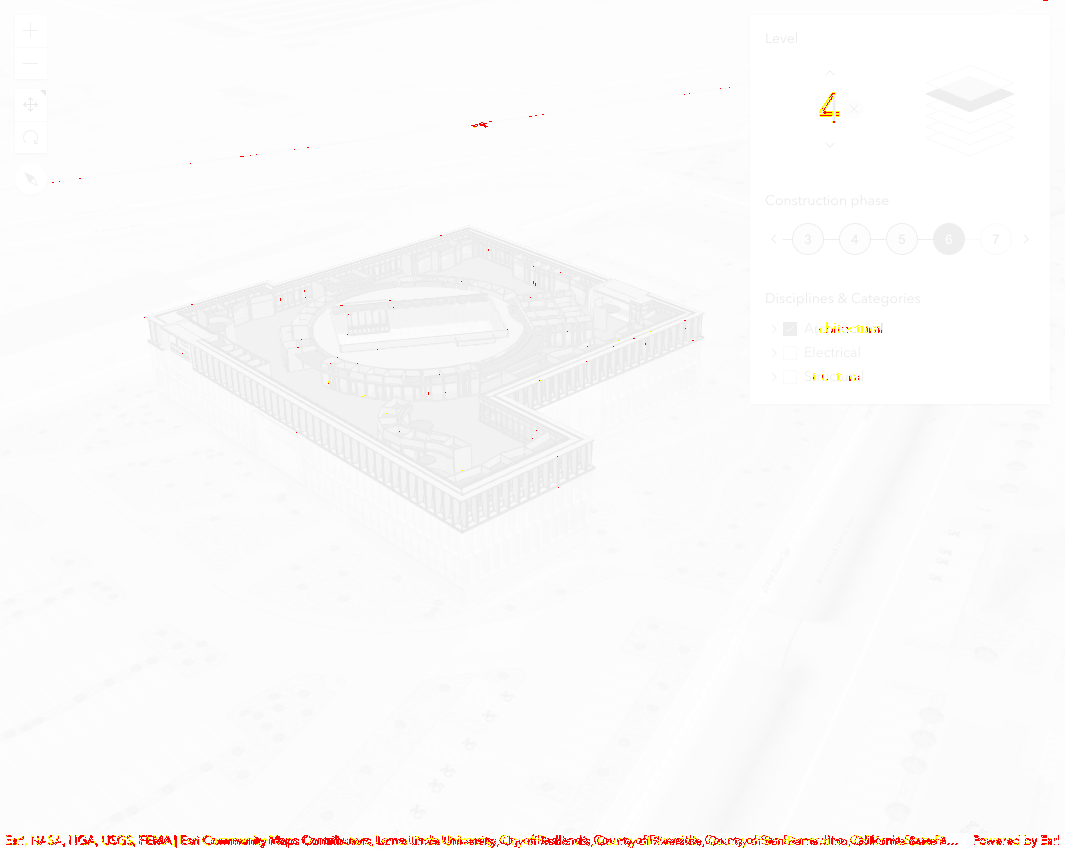 Level
4
Construction phase
3 4 5 6 7
Disciplines & Categories
Architectural
Electrical
Structural
Esri, NASA, NGA, USGS, FEMA | Esri Community Maps Contributors, Loma Linda University, City of Redlands, County of Riverside, County of San Bernardino, California State P... Powered by Esri